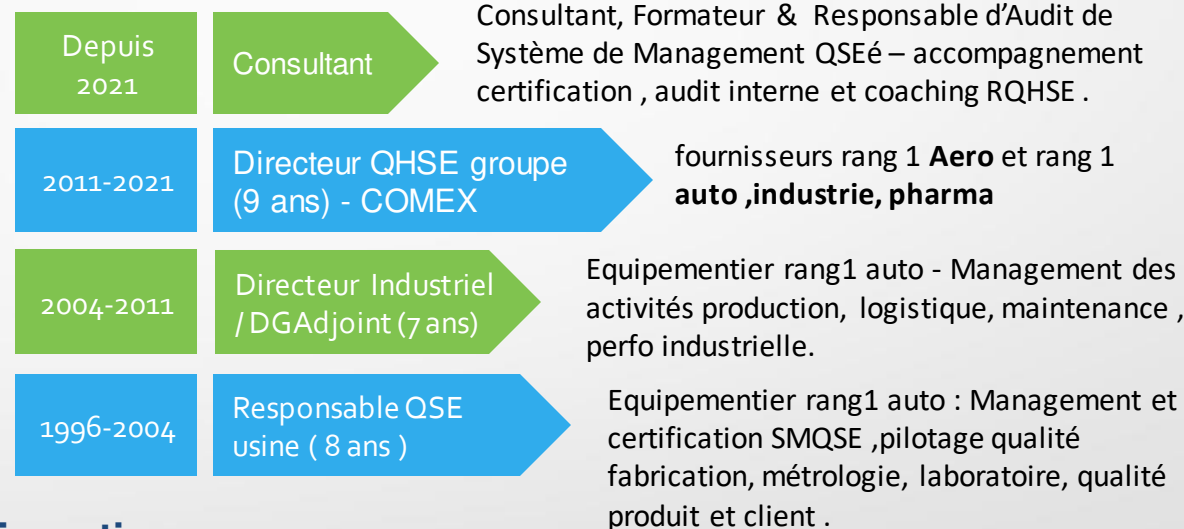 Depuis
2021
Consultant
Consultant, Formateur & Responsable d'Audit de
Système de Management QSEé – accompagnement
certification , audit interne et coaching RQHSE .
2011-2021
Directeur QHSE groupe
(9 ans) - COMEX
fournisseurs rang 1 Aero et rang 1
auto ,industrie, pharma
2004-2011
Directeur Industriel
/ DGAdjoint (7 ans)
Equipementier rang1 auto - Management des
activités production, logistique, maintenance ,
perfo industrielle.
1996-2004
Responsable QSE
usine ( 8 ans )
Equipementier rang1 auto : Management et
certification SMQSE ,pilotage qualité
fabrication, métrologie, laboratoire, qualité
produit et client .